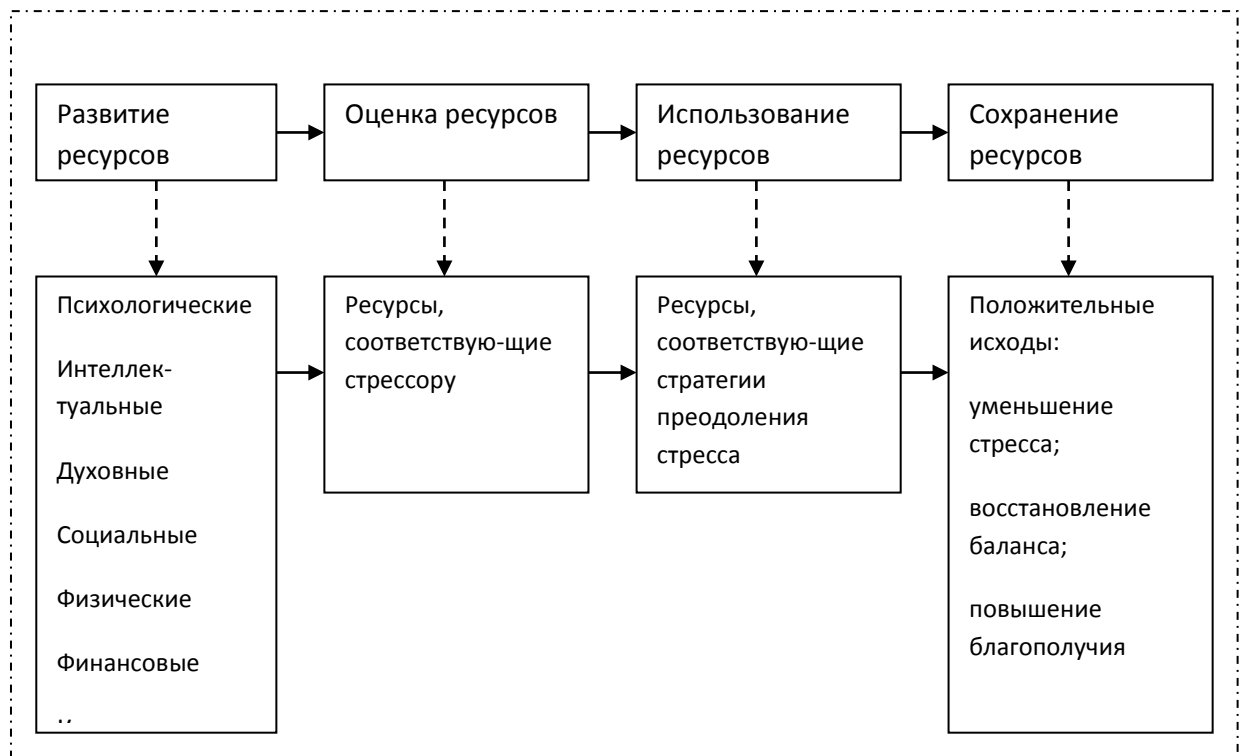 Развитие
ресурсов
Оценка ресурсов
Использование
ресурсов
Сохранение
ресурсов
Психологические
Интеллек-
туальные
Духовные
Социальные
Физические
Финансовые
Ресурсы,
соответствую-щие
стрессору
Ресурсы,
соответствую-щие
стратегии
преодоления
стресса
Положительные
исходы:
уменьшение
стресса;
восстановление
баланса;
повышение
благополучия